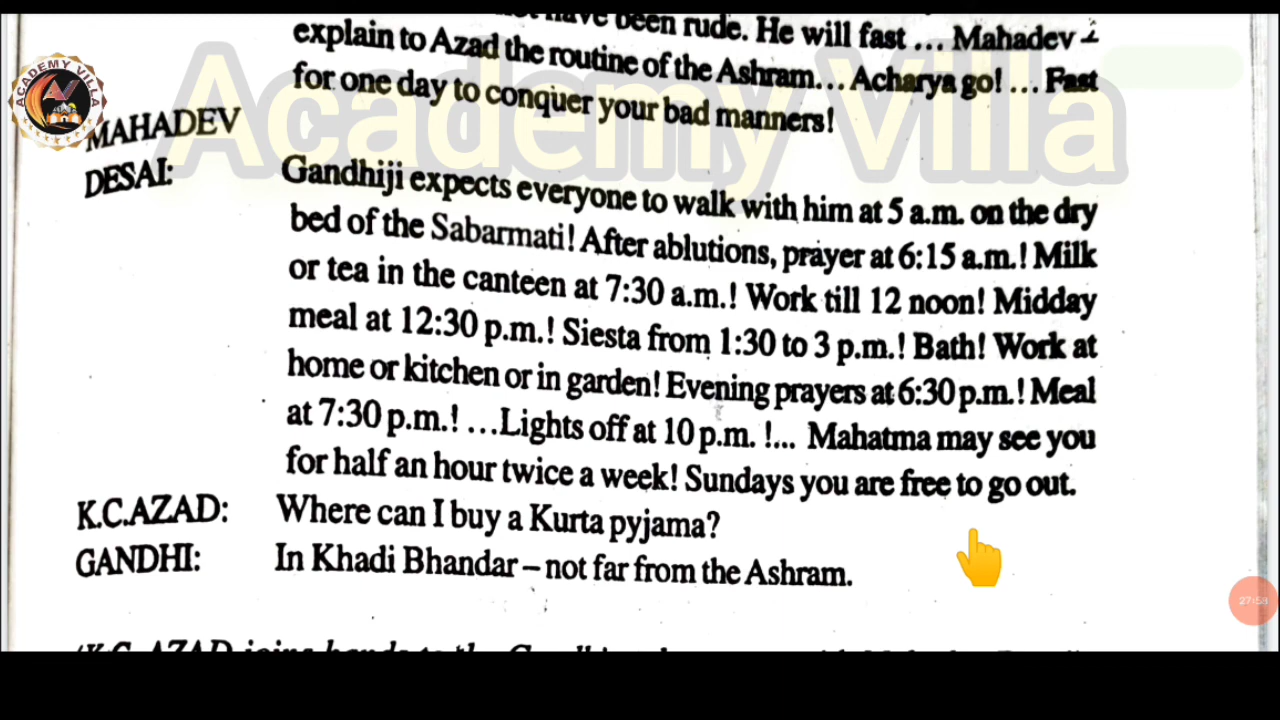 have been rude. He will fast ... Mahadev –
explain to Azad the routine of the Ashram... Acharya go! ... Fast
for one day to conquer your bad manners!
MAHADEV
DESAI: Gandhiji expects everyone to walk with him at 5 a.m. on the dry
bed of the Sabarmati! After ablutions, prayer at 6:15 a.m.! Milk
or tea in the canteen at 7:30 a.m.! Work till 12 noon! Midday
meal at 12:30 p.m.! Siesta from 1:30 to 3 p.m.! Bath! Work at
home or kitchen or in garden! Evening prayers at 6:30 p.m.! Meal
at 7:30 p.m.! ...Lights off at 10 p.m. !... Mahatma may see you
for half an hour twice a week! Sundays you are free to go out.
K.C.AZAD: Where can I buy a Kurta pyjama?
GANDHI: In Khadi Bhandar – not far from the Ashram.
Academy Villa
ACADEMY VILLA
AV
27:58